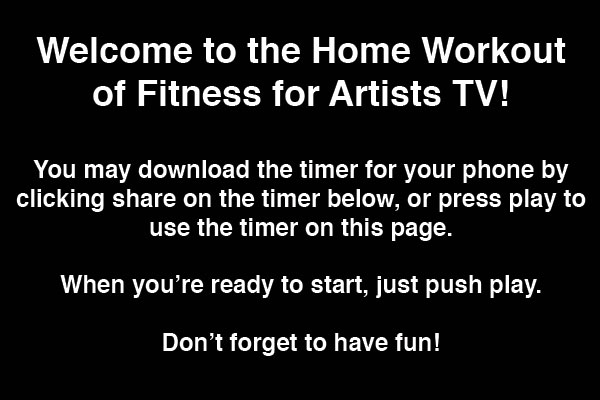 Welcome to the Home Workout
of Fitness for Artists TV!
You may download the timer for your phone by
clicking share on the timer below, or press play to
use the timer on this page.
When you’re ready to start, just push play.
Don’t forget to have fun!